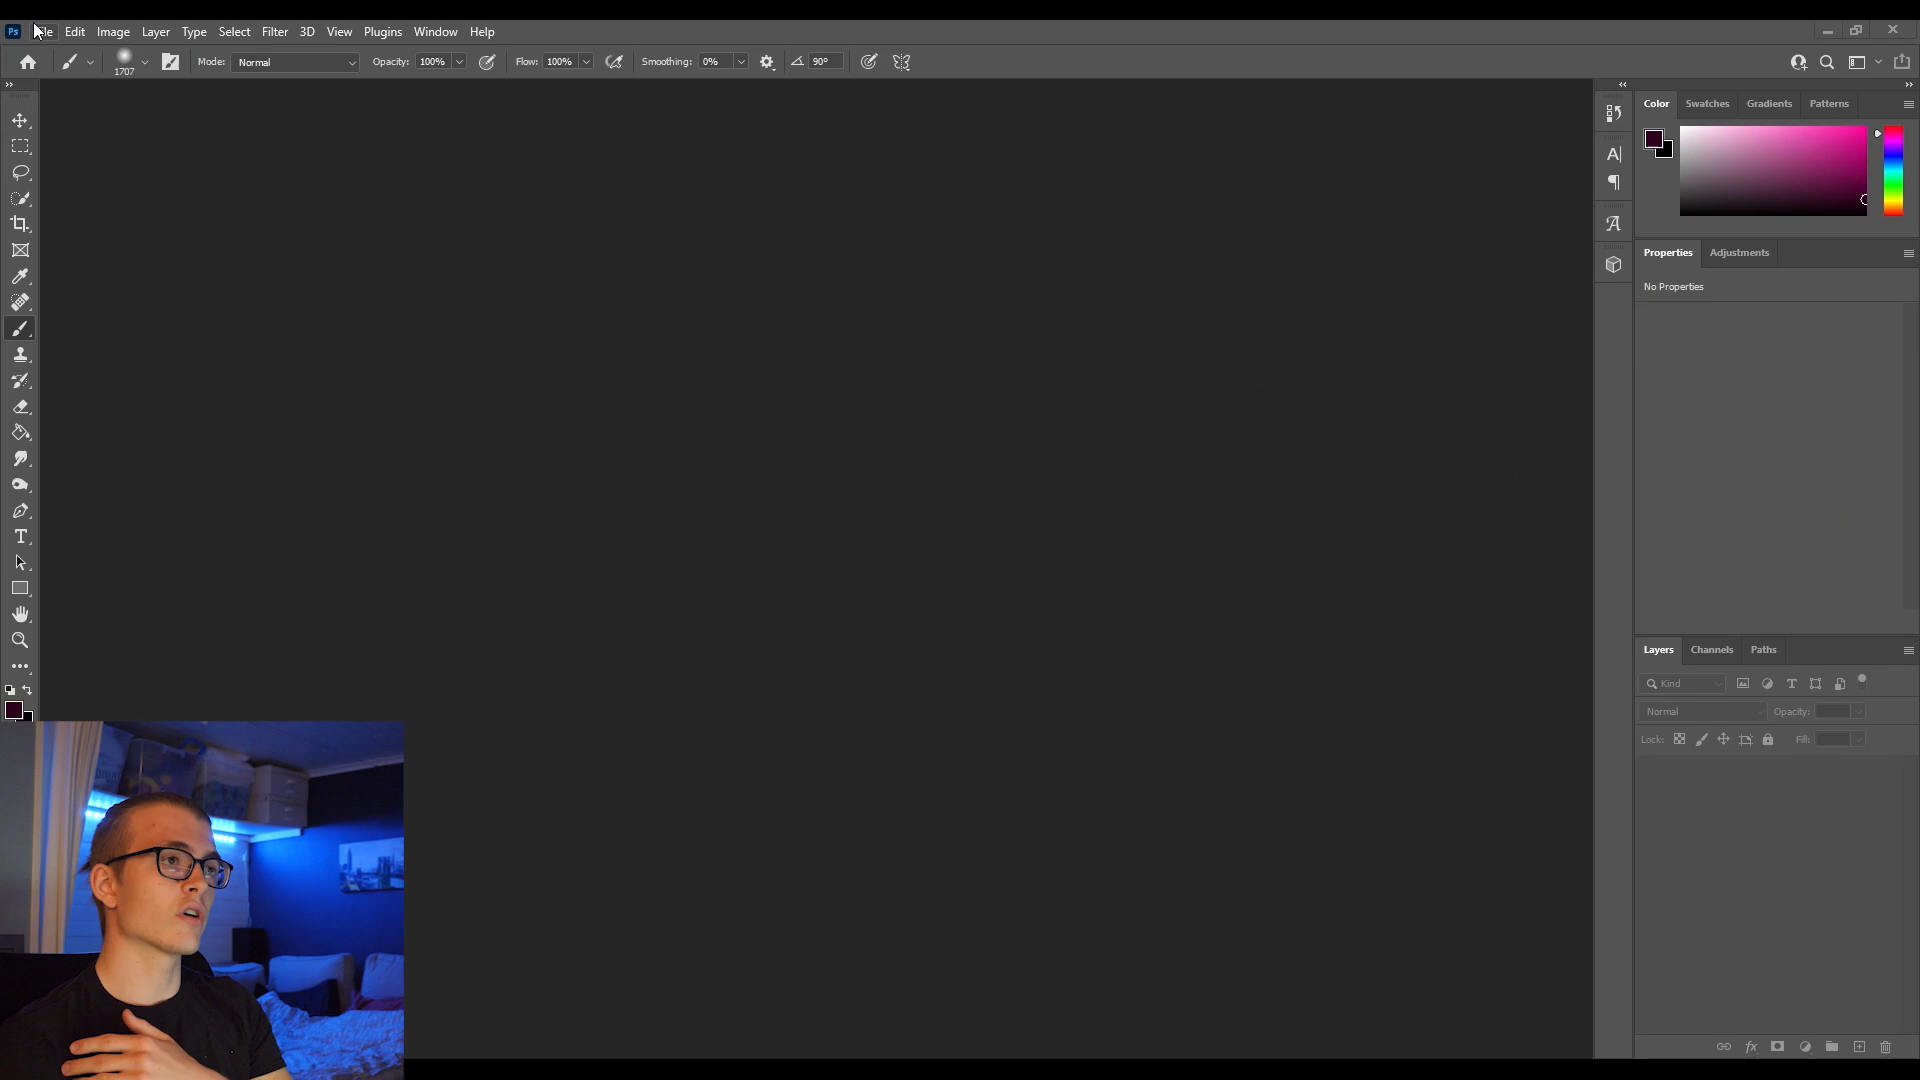 Ps File Edit Image Layer Type Select Filter 3D View Plugins Window Help
1707 Mode: Normal Opacity: 100% Flow: 100% Smoothing: 0% 90°
Color Swatches Gradients Patterns
Properties Adjustments
No Properties
Layers Channels Paths
Kind
Normal Opacity:
Lock: Fill: